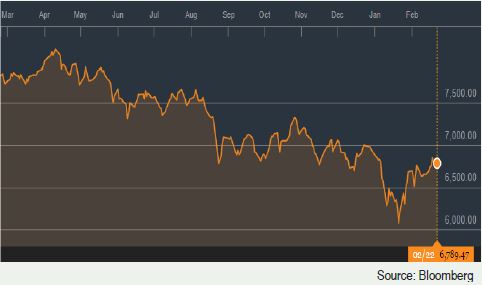 Mar Apr May Jun Jul Aug Sep Oct Nov Dec Jan Feb
7,500.00
7,000.00
6,500.00
6,000.00
02/22 6,789.47
Source: Bloomberg